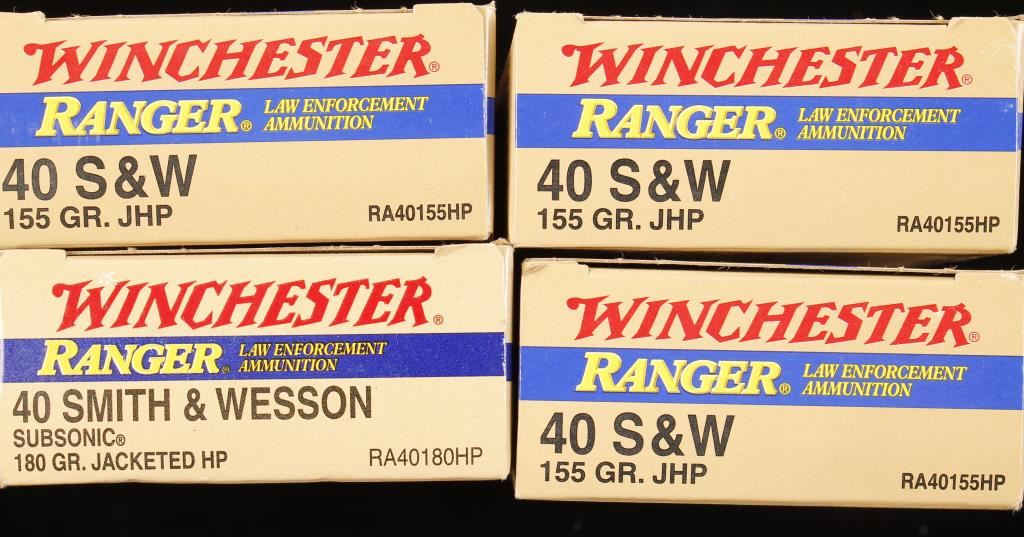 WINCHESTER®
RANGER® LAW ENFORCEMENT AMMUNITION
40 S&W
155 GR. JHP RA40155HP
WINCHESTER®
RANGER® LAW ENFORCEMENT AMMUNITION
40 S&W
155 GR. JHP RA40155HP
WINCHESTER®
RANGER® LAW ENFORCEMENT AMMUNITION
40 SMITH & WESSON
SUBSONIC®
180 GR. JACKETED HP RA40180HP
WINCHESTER®
RANGER® LAW ENFORCEMENT AMMUNITION
40 S&W
155 GR. JHP RA40155HP